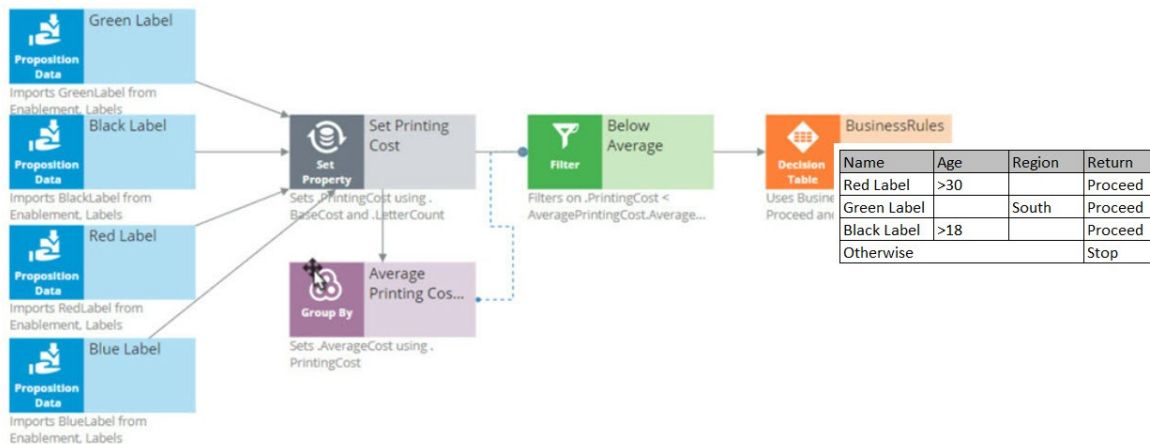 Green Label
Proposition
Data
Imports GreenLabel from
Enablement, Labels
Black Label
Proposition
Data
Imports BlackLabel from
Enablement, Labels
Red Label
Proposition
Data
Imports RedLabel from
Enablement, Labels
Blue Label
Proposition
Data
Imports BlueLabel from
Enablement, Labels
Set Printing
Cost
Set
Property
Sets .PrintingCost using .
BaseCost and .LetterCount
Average
Printing Cos...
Group By
Sets .AverageCost using .
PrintingCost
Below
Average
Filter
Filters on .PrintingCost <
AveragePrintingCost.Average...
BusinessRules
Decision
Table
Uses Busine
Proceed and
Name Age Region Return
Red Label >30 Proceed
Green Label South Proceed
Black Label >18 Proceed
Otherwise Stop